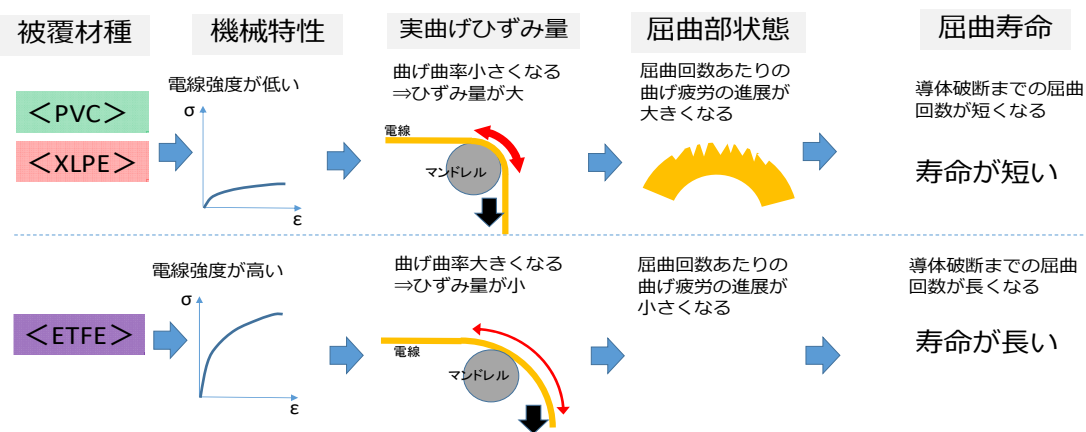 被覆材種
機械特性
実曲げひずみ量
屈曲部状態
屈曲寿命
＜PVC＞
＜XLPE＞
電線強度が低い
σ
ε
曲げ曲率小さくなる
⇒ひずみ量が大
電線
マンドレル
屈曲回数あたりの
曲げ疲労の進展が
大きくなる
導体破断までの屈曲
回数が短くなる
寿命が短い
＜ETFE＞
電線強度が高い
σ
ε
曲げ曲率大きくなる
⇒ひずみ量が小
電線
マンドレル
屈曲回数あたりの
曲げ疲労の進展が
小さくなる
導体破断までの屈曲
回数が長くなる
寿命が長い